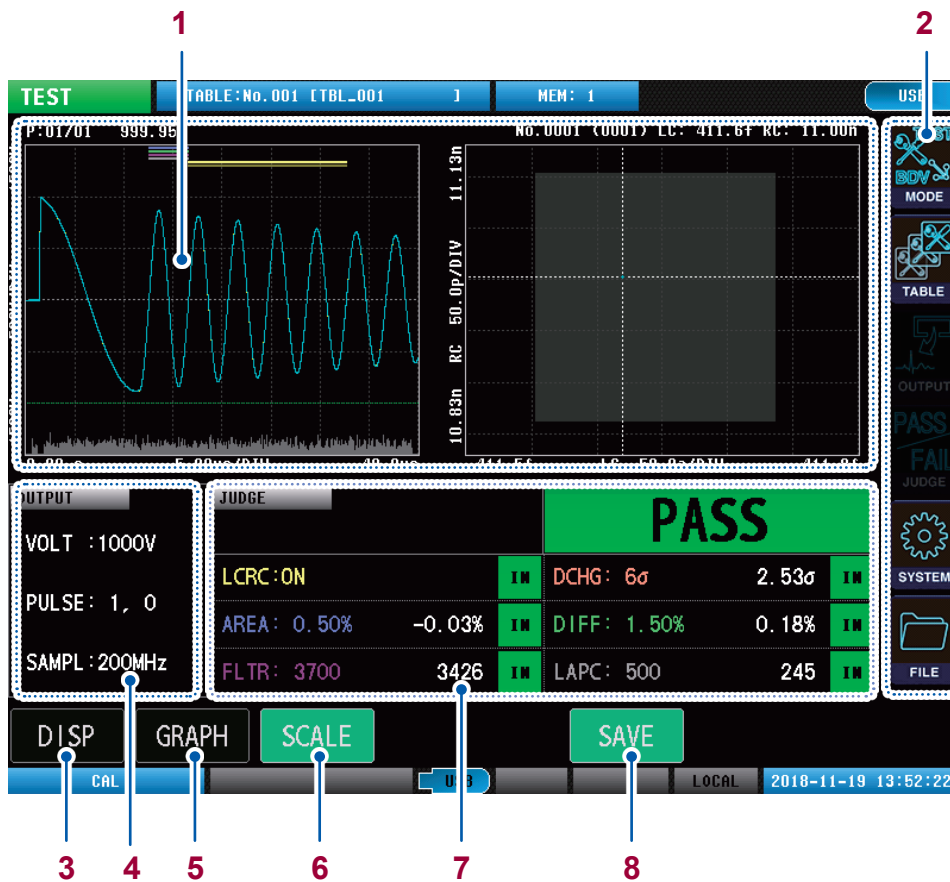 1
2
TEST
TABLE:No.001 [TBL_001 ]
MEM: 1
P:01/01 999.95
No.0001 (0001) LC: 411.6f RC: 11.00n
11.13n
RC 50.0p/DIV
10.83n
TEST
BDV
MODE
TABLE
OUTPUT
PASS
FAIL
JUDGE
SYSTEM
FILE
OUTPUT
VOLT :1000V
PULSE: 1, 0
SAMPL:200MHz
JUDGE
PASS
LCRC:ON IN
DCHG: 6σ 2.53σ IN
AREA: 0.50% -0.03% IN
DIFF: 1.50% 0.18% IN
FLTR: 3700 3426 IN
LAPC: 500 245 IN
DISP
GRAPH
SCALE
SAVE
CAL
USB
LOCAL
2018-11-19 13:52:22
3
4
5
6
7
8